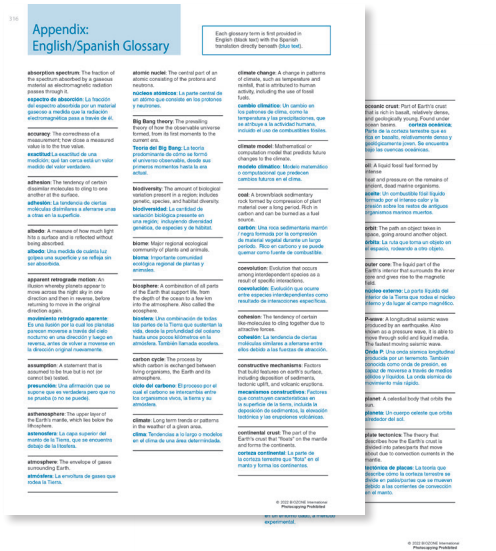 516
Appendix:
English/Spanish Glossary
Each glossary term is first provided in
English (black text) with the Spanish
translation directly beneath (blue text).
absorption spectrum: The fraction of
the spectrum absorbed by a gaseous
material as electromagnetic radiation
passes through it.
espectro de absorción: La fracción
del espectro absorbida por un material
gaseoso a medida que la radiación
electromagnética pasa a través de él.
accuracy: The correctness of a
measurement; how close a measured
value is to the true value.
exactitud: La exactitud de una
medición; qué tan cerca está un valor
medido del valor verdadero.
adhesion: The tendency of certain
dissimilar molecules to cling to one
another at the surface.
adhesión: La tendencia de ciertas
moléculas disímilares a aferrarse unas
a otras en la superficie.
albedo: A measure of how much light
hits a surface and is reflected without
being absorbed.
albedo: Una medida de cuánta luz
golpea una superficie y se refleja sin
ser absorbida.
apparent retrograde motion: An
illusion whereby planets appear to
move across the night sky in one
direction and then in reverse, before
returning to move in the original
direction again.
movimiento retrógrado aparente:
Es una ilusión por la cual los planetas
parecen moverse a través del cielo
nocturno en una dirección y luego en
reversa, antes de volver a moverse en
la dirección original nuevamente.
assumption: A statement that is
assumed to be true but is not (or
cannot be) tested.
presunción: Una afirmación que se
supone que es verdadera pero que no
se prueba (o no se puede).
asthenosphere: The upper layer of
the Earth's mantle, which lies below the
lithosphere.
astenosfera: La capa superior del
manto de la Tierra, que se encuentra
debajo de la litosfera.
atmosphere: The envelope of gases
surrounding Earth.
atmósfera: La envoltura de gases que
rodea la Tierra.
atomic nuclei: The central part of an
atom consisting of the protons and
neutrons.
núcleos atómicos: La parte central de
un átomo que consiste en los protones
y neutrones.
Big Bang theory: The prevailing
theory of how the observable universe
formed, from its first moments to the
current era.
Teoría del Big Bang: La teoría
predominante de cómo se formó
el universo observable, desde sus
primeros momentos hasta la era
actual.
biodiversity: The amount of biological
variation present in a region; includes
genetic, species, and habitat diversity.
biodiversidad: La cantidad de
variación biológica presente en
una región; incluyendo diversidad
genética, de especies y de hábitat.
biome: Major regional ecological
community of plants and animals.
bioma: Importante comunidad
ecológica regional de plantas y
animales.
biosphere: A combination of all parts
of the Earth that support life, from
the depth of the ocean to a few km
into the atmosphere. Also called the
ecosphere.
biosfera: Una combinación de todas
las partes de la Tierra que sustentan la
vida, desde la profundidad del océano
hasta unos pocos kilómetros en la
atmósfera. También llamada ecosfera.
carbon cycle: The process by
which carbon is exchanged between
living organisms, the Earth and its
atmosphere.
ciclo del carbono: El proceso por el
cual el carbono se intercambia entre
los organismos vivos, la tierra y su
atmósfera.
climate: Long term trends or patterns
in the weather of a given area.
clima: Tendencias a lo largo o modelos
en el clima de una área determinada.
climate change: A change in patterns
of climate, such as temperature and
rainfall, that is attributed to human
activity, including the use of fossil
fuels.
cambio climático: Un cambio en
los patrones de clima, como la
temperatura y las precipitaciones, que
se atribuye a la actividad humana,
incluido el uso de combustibles fósiles.
climate model: Mathematical or
computation model that predicts future
changes to the climate.
modelo climático: Modelo matemático
o computacional que predicen
cambios futuros en el clima.
coal: A brown/black sedimentary
rock formed by compression of plant
material over a long period. Rich in
carbon and can be burned as a fuel
source.
carbón: Una roca sedimentaria marrón
/ negra formada por la compresión
de material vegetal durante un largo
período. Rico en carbono y se puede
quemar como fuente de combustible.
coevolution: Evolution that occurs
among interdependent species as a
result of specific interactions.
coevolución: Evolución que ocurre
entre especies interdependientes como
resultado de interacciones específicas.
cohesion: The tendency of certain
like-molecules to cling together due to
attractive forces.
cohesión: La tendencia de ciertas
moléculas similares a aferrarse entre
ellos debido a las fuerzas de atracción.
constructive mechanisms: Factors
that build features on earth's surface,
including deposition of sediments,
tectonic uplift, and volcanic eruptions.
mecanismos constructivos: Factores
que construyen características en
la superficie de la tierra, incluida la
deposición de sedimentos, la elevación
tectónica y las erupciones volcánicas.
continental crust: The part of the
Earth's crust that "floats" on the mantle
and forms the continents.
corteza continental: La parte de
la corteza terrestre que "flota" en el
manto y forma los continentes.
© 2022 BIOZONE International
Photocopying Prohibited
oceanic crust: Part of Earth's crust
that is rich in basalt, relatively dense,
and geologically young. Found under
ocean basins. corteza oceánica:
Parte de la corteza terrestre que es
rica en basalto, relativamente densa y
geológicamente joven. Se encuentra
bajo las cuencas oceánicas.
oil: A liquid fossil fuel formed by
intense
heat and pressure on the remains of
ancient, dead marine organisms.
aceite: Un combustible fósil líquido
formado por el intenso calor y la
presión sobre los restos de antiguos
organismos marinos muertos.
orbit: The path an object takes in
space, going around another object.
órbita: La ruta que toma un objeto en
el espacio, rodeando a otro objeto.
outer core: The liquid part of the
Earth's interior that surrounds the inner
core and gives rise to the magnetic
field.
núcleo externo: La parte líquida del
interior de la Tierra que rodea el núcleo
interno y da lugar al campo magnético.
P-wave: A longitudinal seismic wave
produced by an earthquake. Also
known as a pressure wave, it is able to
move through solid and liquid media.
The fastest moving seismic wave.
Onda P: Una onda sísmica longitudinal
producida por un terremoto. También
conocida como onda de presión, es
capaz de moverse a través de medios
sólidos y líquidos. La onda sísmica de
movimiento más rápido.
planet: A celestial body that orbits the
sun.
planeta: Un cuerpo celeste que orbita
alrededor del sol.
plate tectonics: The theory that
describes how the Earth's crust is
divided into plates/parts that move
about due to convection currents in the
mantle.
tectónica de placas: La teoría que
describe cómo la corteza terrestre se
divide en palés/partes que se mueven
debido a las corrientes de convección
en el manto.
experimental.
© 2022 BIOZONE International
Photocopying Prohibited